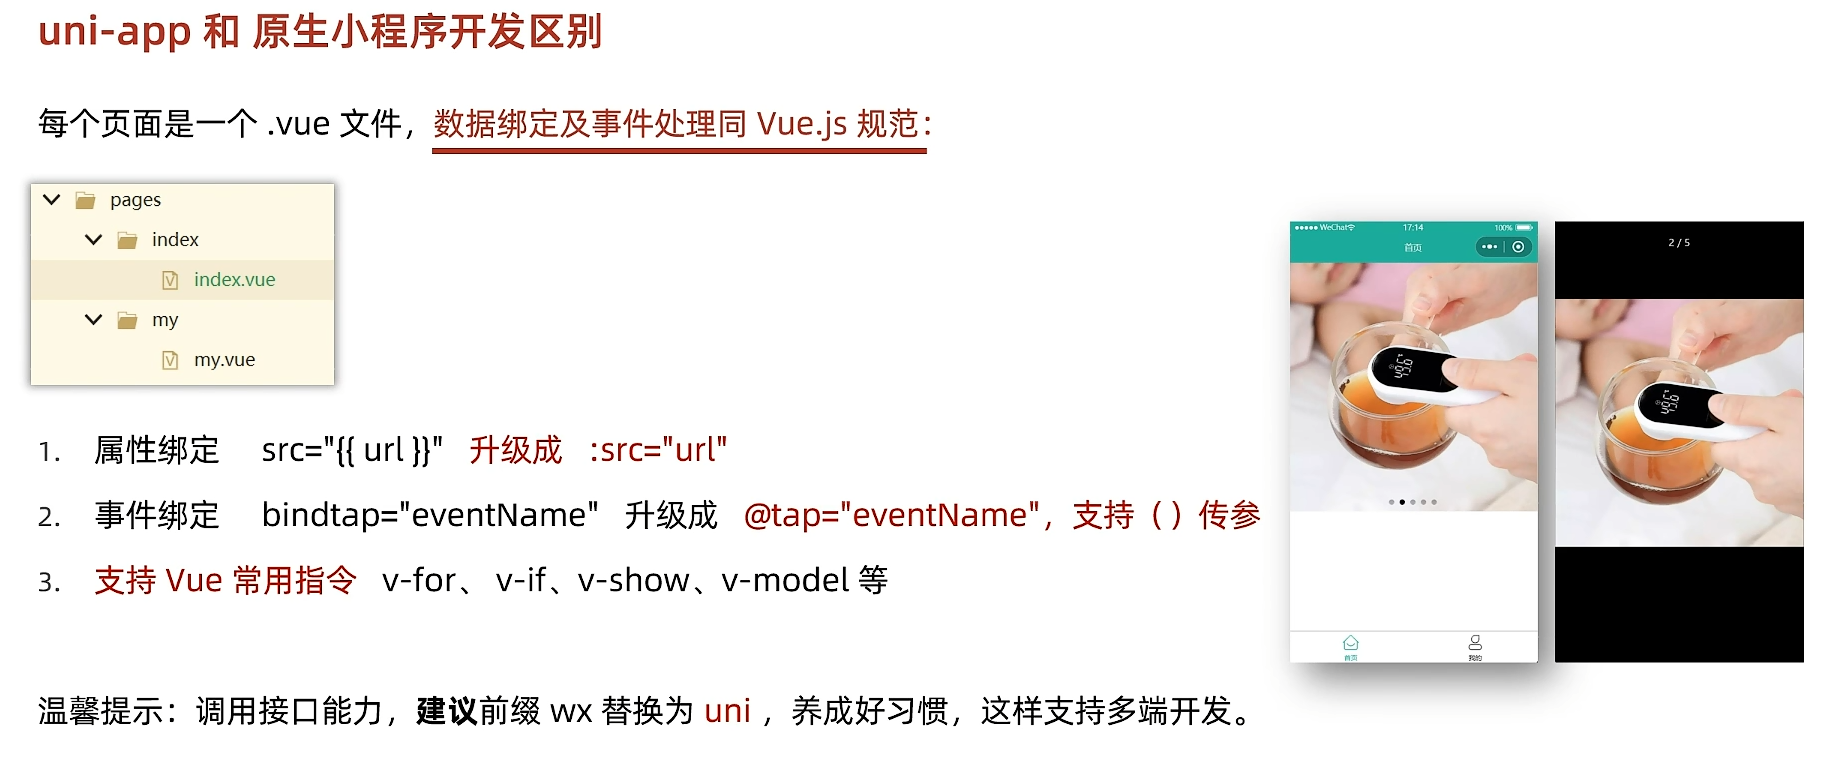 uni-app 和 原生小程序开发区别
每个页面是一个 .vue 文件，数据绑定及事件处理同 Vue.js 规范：
pages
index
index.vue
my
my.vue
1. 属性绑定 src="{{ url }}" 升级成 :src="url"
2. 事件绑定 bindtap="eventName" 升级成 @tap="eventName"，支持（）传参
3. 支持 Vue 常用指令 v-for、 v-if、v-show、v-model 等
温馨提示：调用接口能力，建议前缀 wx 替换为 uni ，养成好习惯，这样支持多端开发。
WeChat 17:14 100%
首页
首页 我的
2 / 5